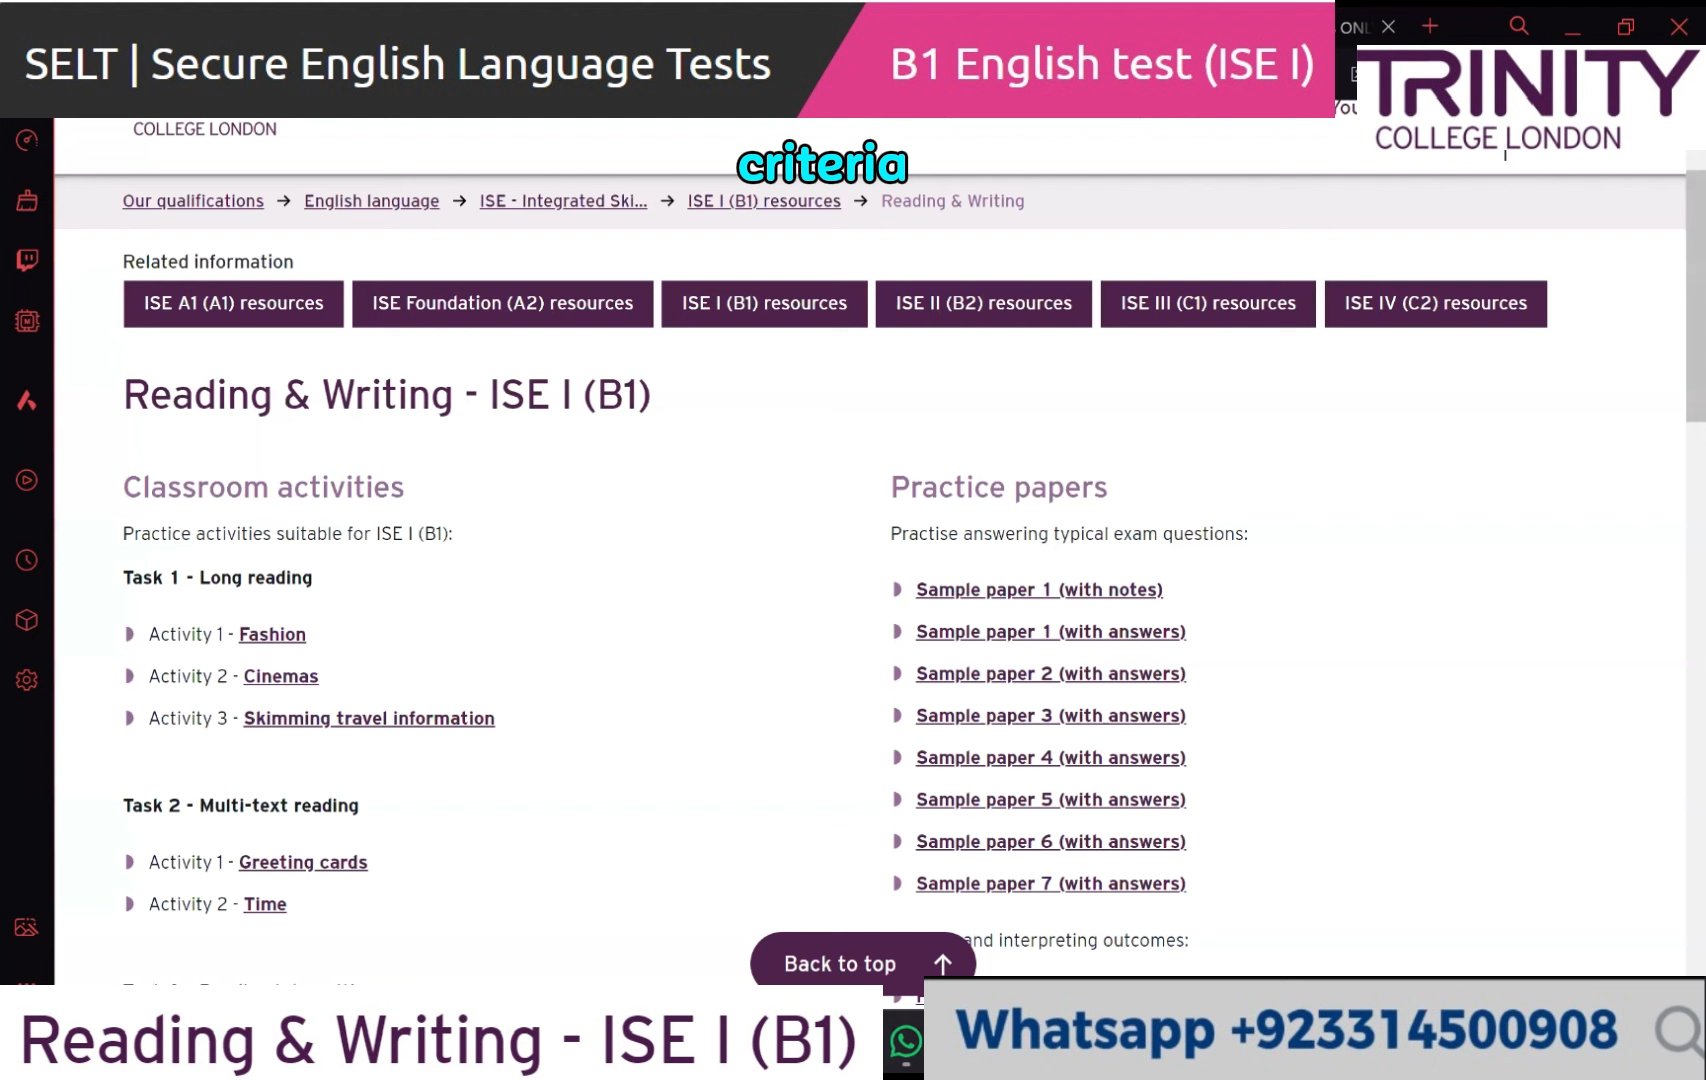 SELT | Secure English Language Tests
B1 English test (ISE I)
ONL
You
TRINITY
COLLEGE LONDON
COLLEGE LONDON
criteria
Our qualifications → English language → ISE - Integrated Ski... → ISE I (B1) resources → Reading & Writing
Related information
ISE A1 (A1) resources
ISE Foundation (A2) resources
ISE I (B1) resources
ISE II (B2) resources
ISE III (C1) resources
ISE IV (C2) resources
Reading & Writing - ISE I (B1)
Classroom activities
Practice activities suitable for ISE I (B1):
Task 1 - Long reading
Activity 1 - Fashion
Activity 2 - Cinemas
Activity 3 - Skimming travel information
Task 2 - Multi-text reading
Activity 1 - Greeting cards
Activity 2 - Time
Practice papers
Practise answering typical exam questions:
Sample paper 1 (with notes)
Sample paper 1 (with answers)
Sample paper 2 (with answers)
Sample paper 3 (with answers)
Sample paper 4 (with answers)
Sample paper 5 (with answers)
Sample paper 6 (with answers)
Sample paper 7 (with answers)
and interpreting outcomes:
Back to top
Reading & Writing - ISE I (B1)
Whatsapp +923314500908